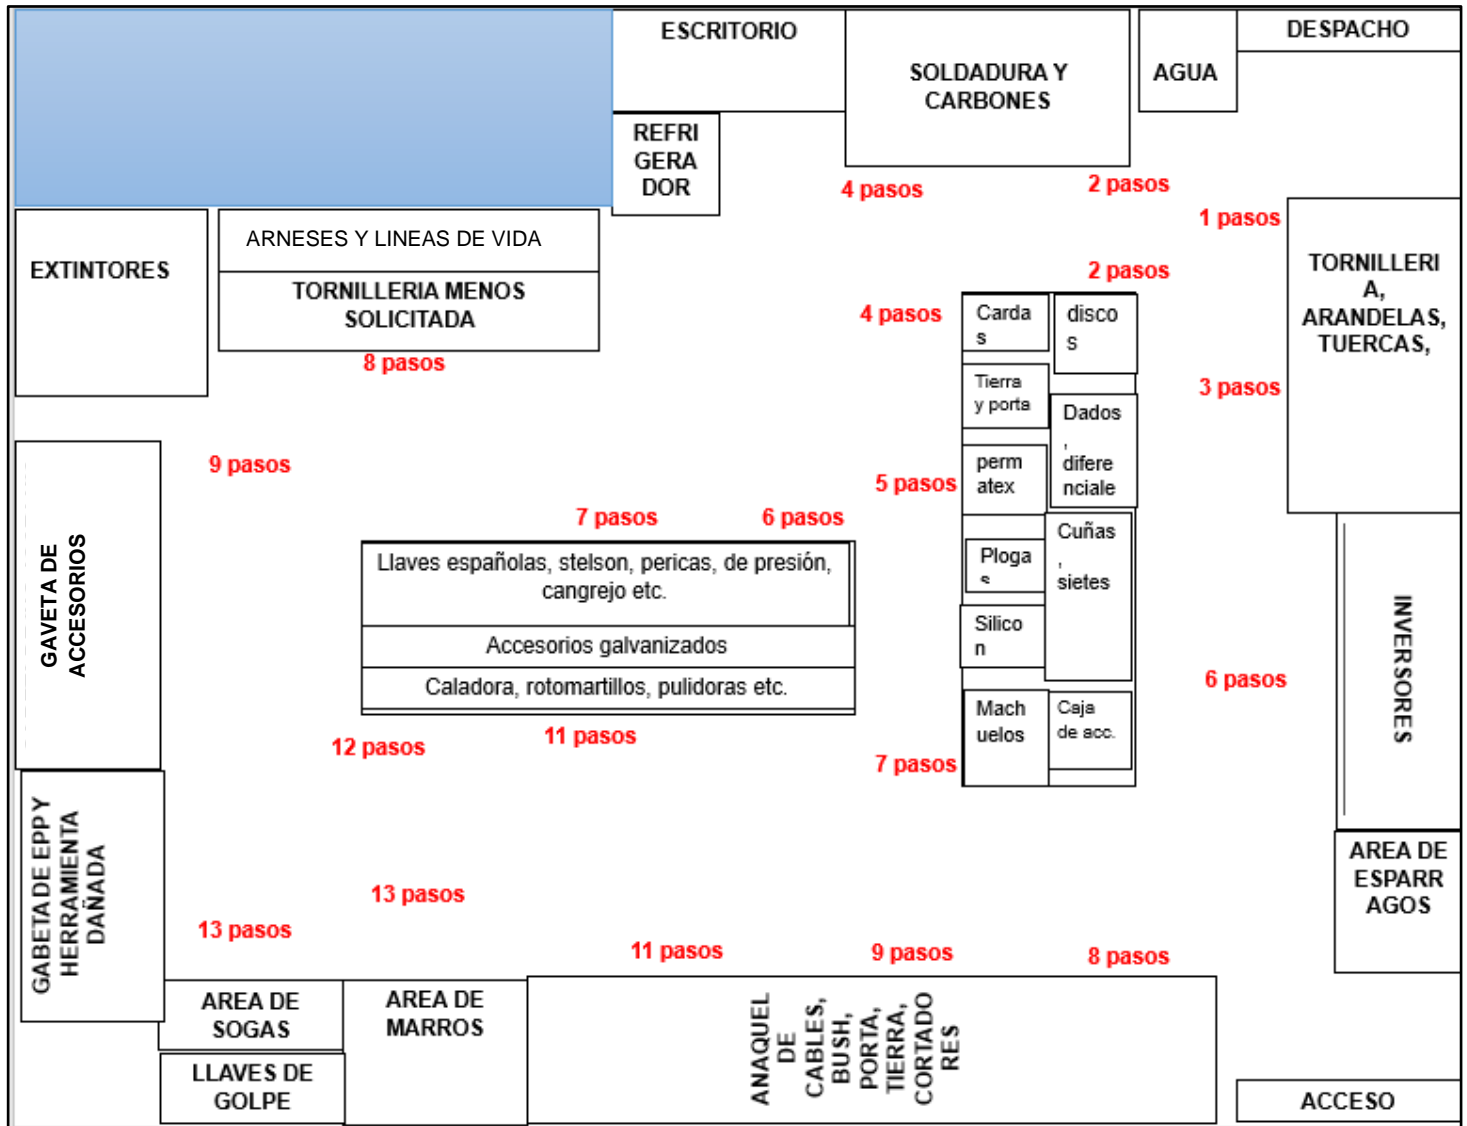 ESCRITORIO
DESPACHO
SOLDADURA Y
CARBONES
AGUA
REFRI
GERA
DOR
4 pasos
2 pasos
1 pasos
EXTINTORES
ARNESES Y LINEAS DE VIDA
TORNILLERIA MENOS
SOLICITADA
8 pasos
2 pasos
4 pasos
TORNILLERI
A,
ARANDELAS,
TUERCAS,
3 pasos
Carda
s
disco
s
Tierra
y porta
Dados
,
difere
nciale
perm
atex
5 pasos
9 pasos
7 pasos
6 pasos
GAVETA DE
ACCESORIOS
Llaves españolas, stelson, pericas, de presión,
cangrejo etc.
Accesorios galvanizados
Caladora, rotomartillos, pulidoras etc.
Ploga
s
Cuñas
,
sietes
Silico
n
6 pasos
INVERSORES
Mach
uelos
Caja
de acc.
7 pasos
12 pasos
11 pasos
GABETA DE EPP Y
HERRAMIENTA
DAÑADA
13 pasos
13 pasos
11 pasos
9 pasos
8 pasos
AREA DE
ESPARR
AGOS
AREA DE
SOGAS
AREA DE
MARROS
LLAVES DE
GOLPE
ANAQUEL
DE
CABLES,
BUSH,
PORTA,
TIERRA,
CORTADO
RES
ACCESO